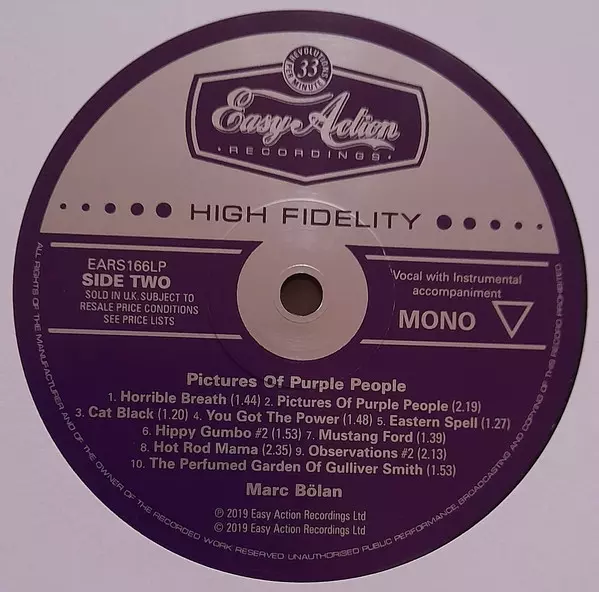 33 REVOLUTIONS PER MINUTE
Easy Action
• RECORDINGS •
HIGH FIDELITY
EARS166LP
SIDE TWO
SOLD IN U.K. SUBJECT TO
RESALE PRICE CONDITIONS
SEE PRICE LISTS
Vocal with Instrumental
accompaniment
MONO
Pictures Of Purple People
1. Horrible Breath (1.44) 2. Pictures Of Purple People (2.19)
3. Cat Black (1.20) 4. You Got The Power (1.48) 5. Eastern Spell (1.27)
6. Hippy Gumbo #2 (1.53) 7. Mustang Ford (1.39)
8. Hot Rod Mama (2.35) 9. Observations #2 (2.13)
10. The Perfumed Garden Of Gulliver Smith (1.53)
Marc Bölan
℗ 2019 Easy Action Recordings Ltd
© 2019 Easy Action Recordings Ltd
ALL RIGHTS OF THE MANUFACTURER AND OF THE OWNER OF THE RECORDED WORK RESERVED UNAUTHORISED PUBLIC PERFORMANCE, BROADCASTING AND COPYING OF THIS RECORD PROHIBITED